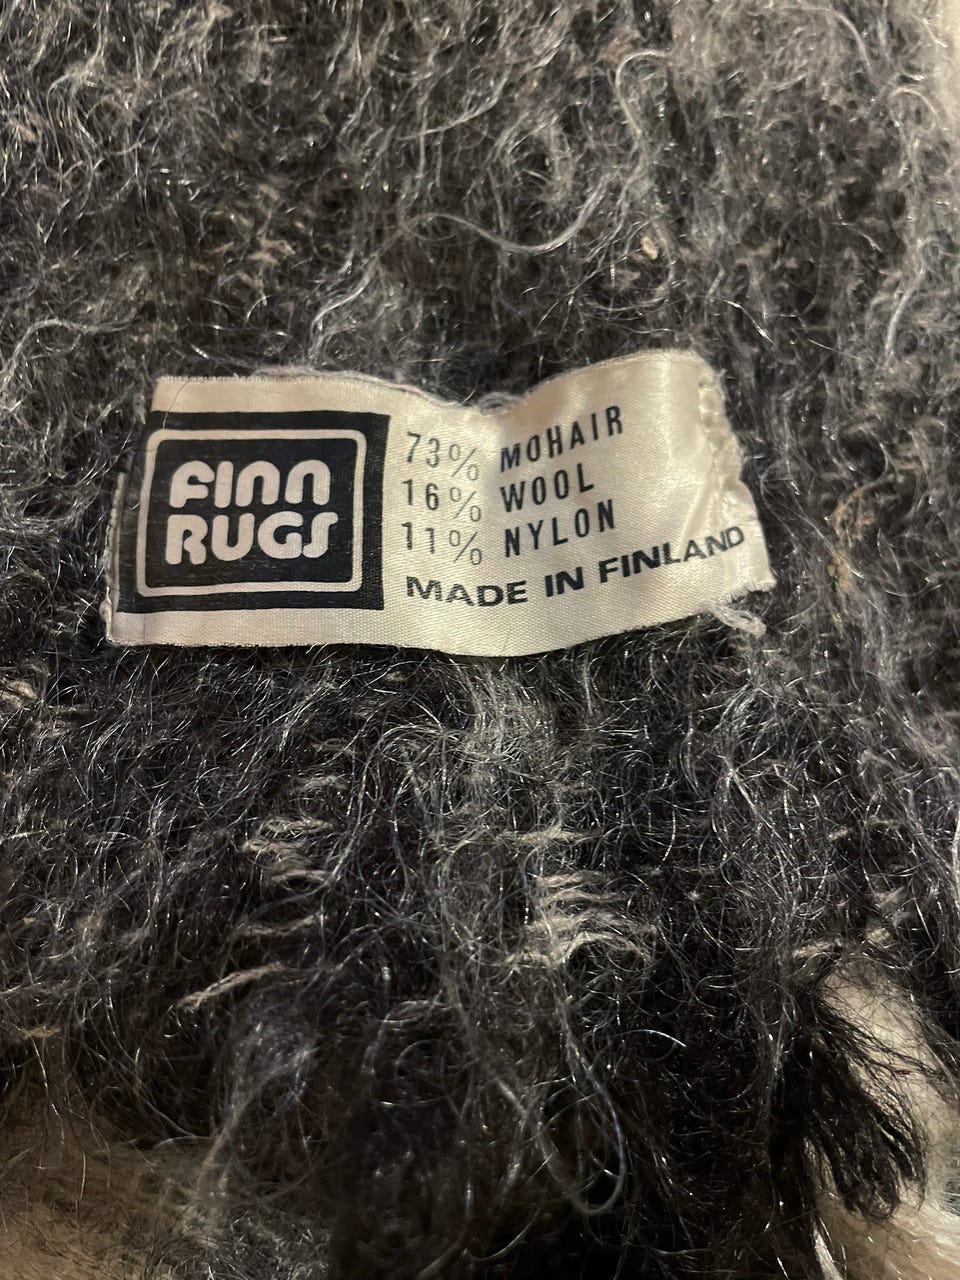 FINN
RUGS
73% MOHAIR
16% WOOL
11% NYLON
MADE IN FINLAND